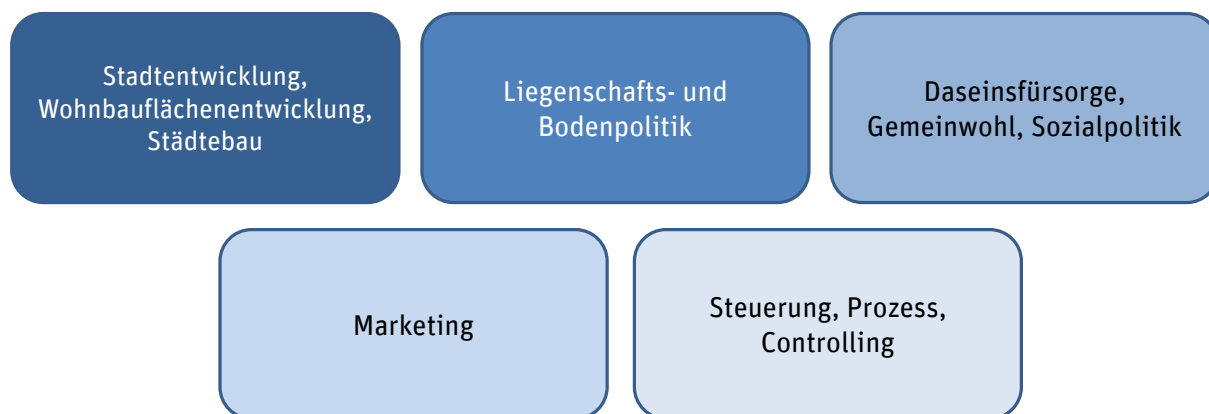 Stadtentwicklung,
Wohnbauflächenentwicklung,
Städtebau
Liegenschafts- und
Bodenpolitik
Daseinsfürsorge,
Gemeinwohl, Sozialpolitik
Marketing
Steuerung, Prozess,
Controlling